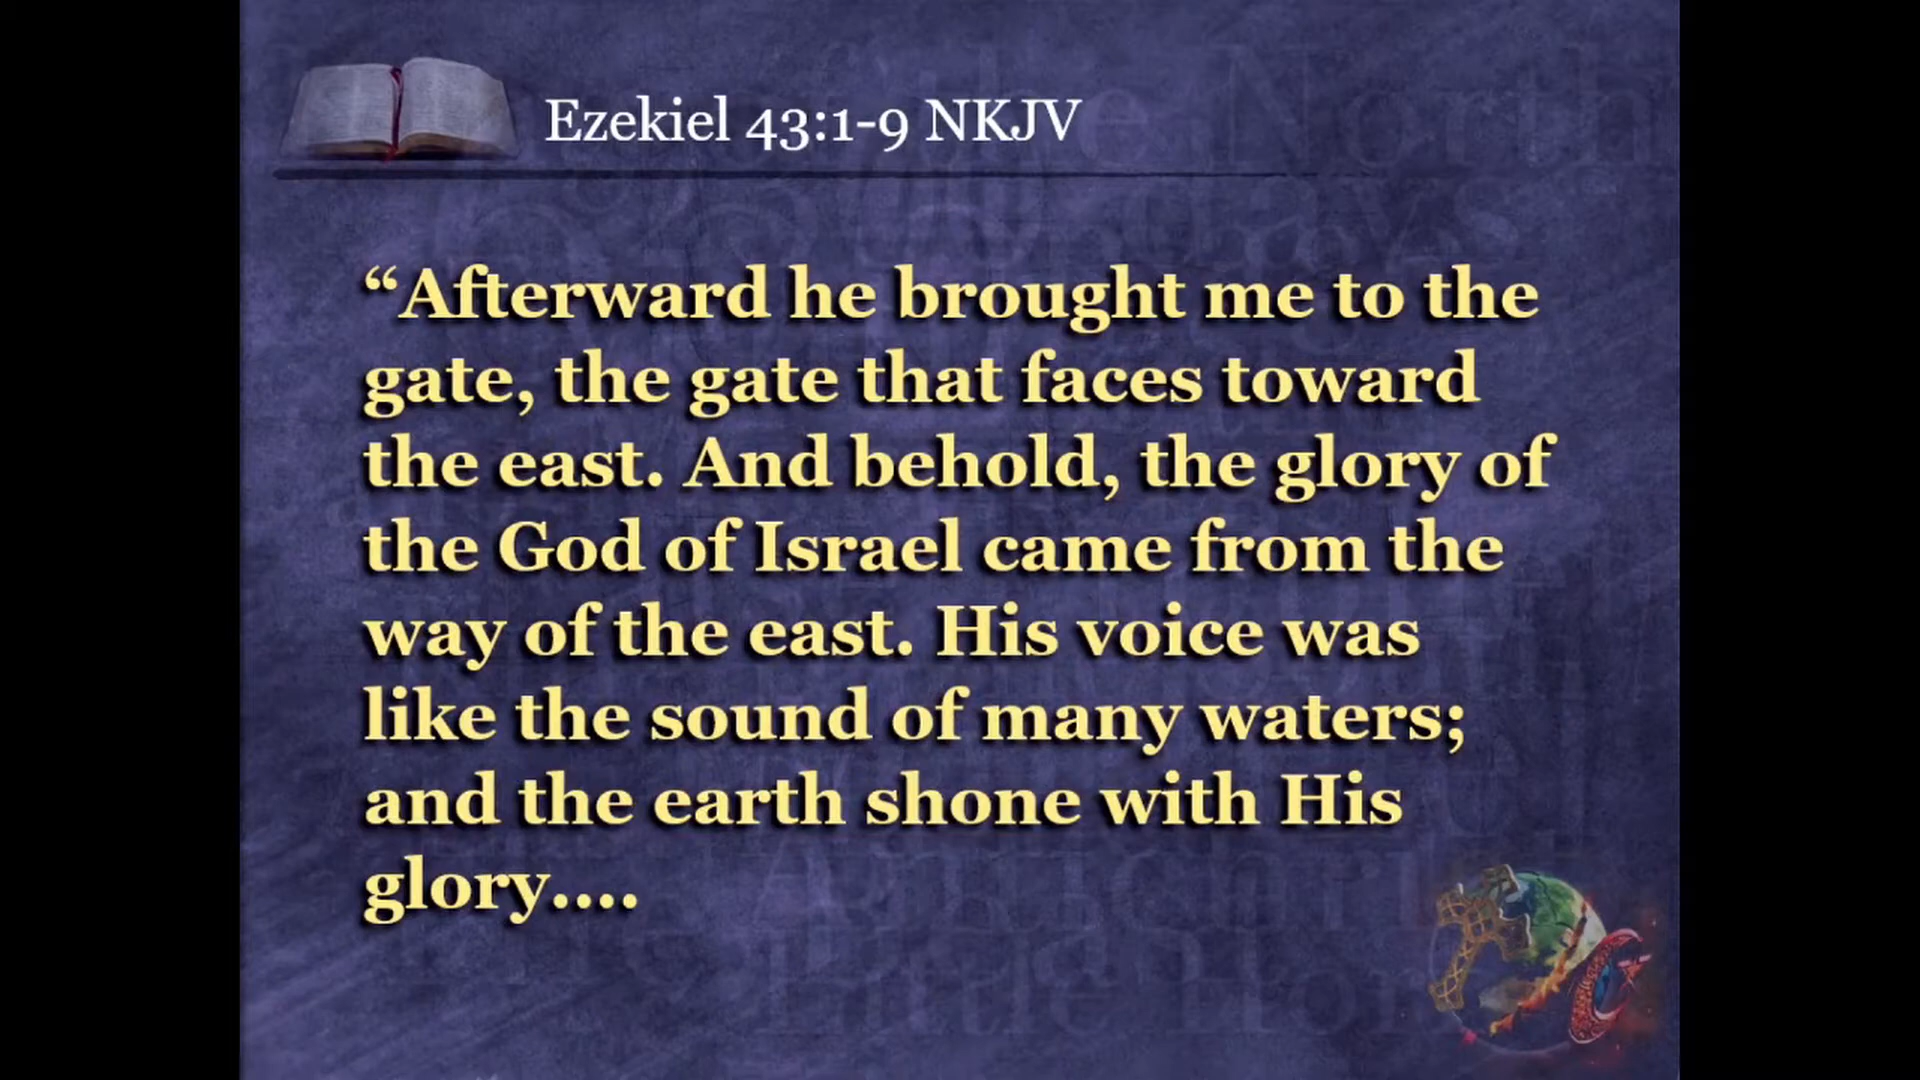 Ezekiel 43:1-9 NKJV
“Afterward he brought me to the
gate, the gate that faces toward
the east. And behold, the glory of
the God of Israel came from the
way of the east. His voice was
like the sound of many waters;
and the earth shone with His
glory....